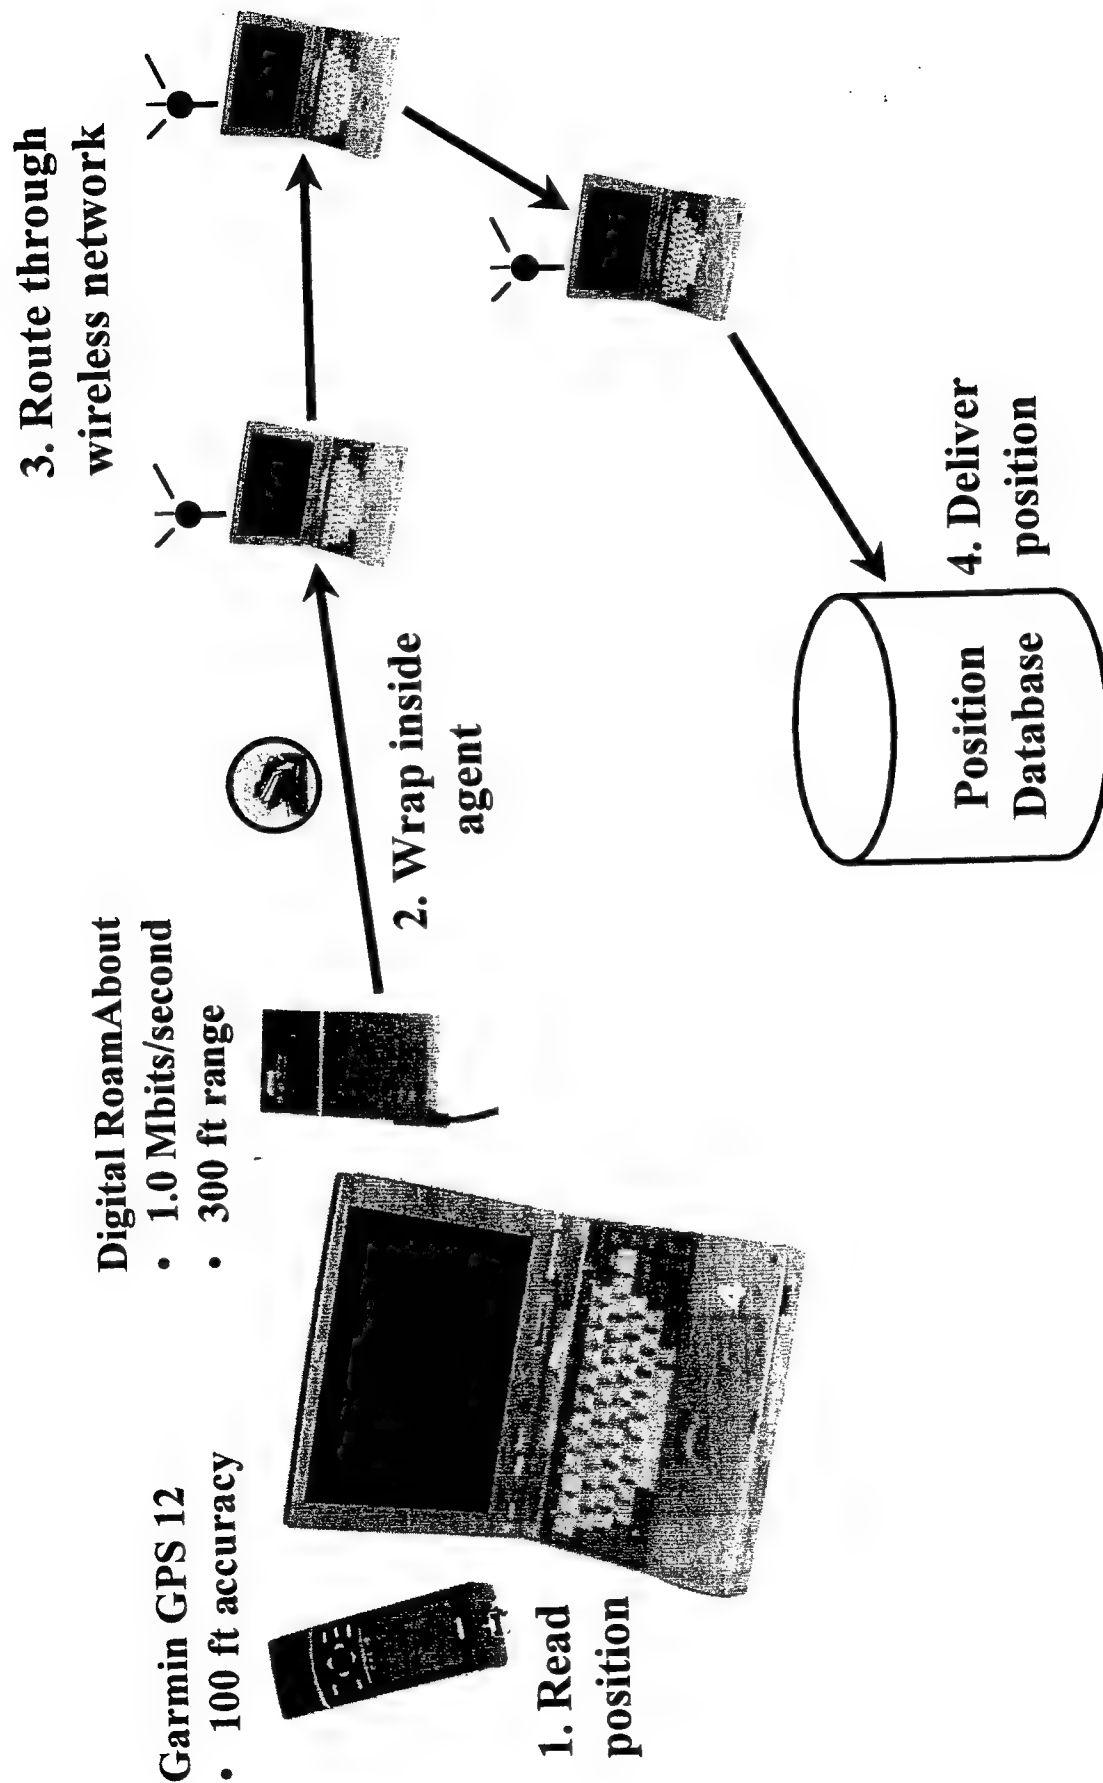 Garmin GPS 12
• 100 ft accuracy
Digital RoamAbout
• 1.0 Mbits/second
• 300 ft range
3. Route through
wireless network
1. Read
position
2. Wrap inside
agent
4. Deliver
position
Position
Database